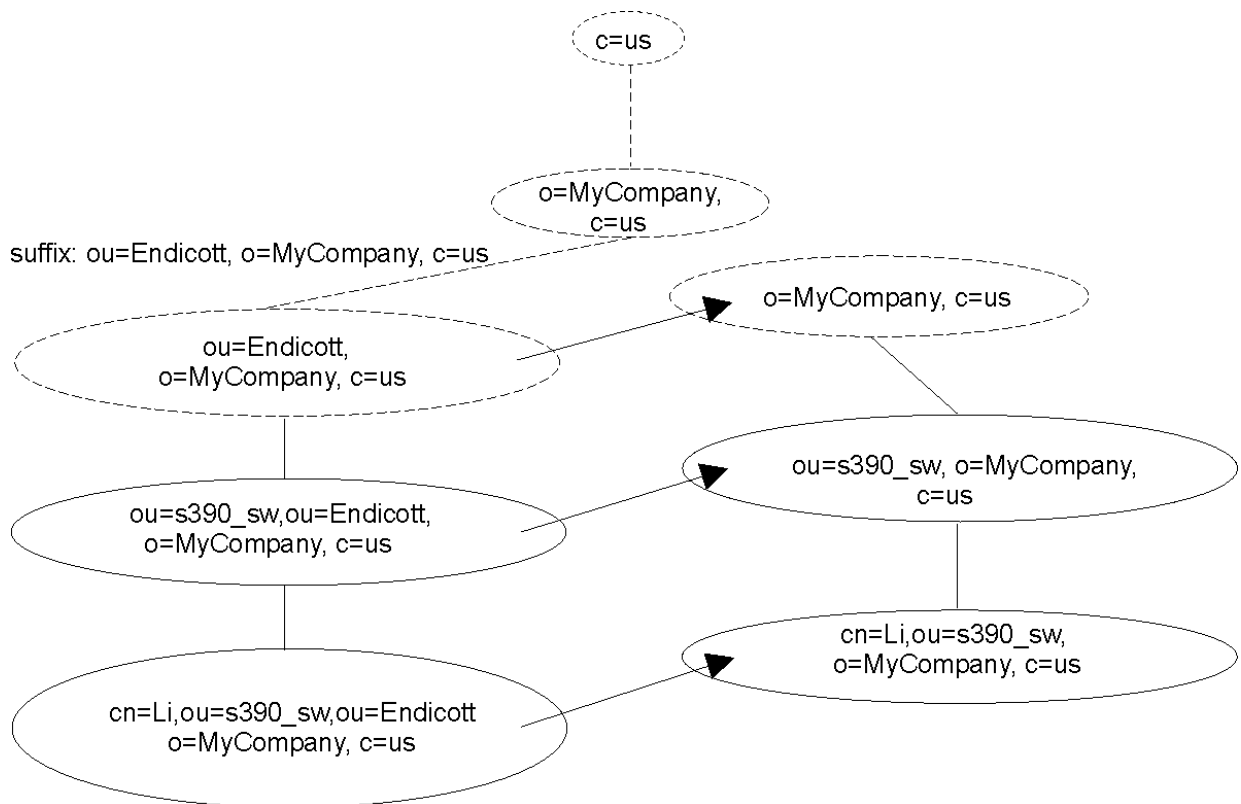 c=us
o=MyCompany,
c=us
suffix: ou=Endicott, o=MyCompany, c=us
o=MyCompany, c=us
ou=Endicott,
o=MyCompany, c=us
ou=s390_sw, o=MyCompany,
c=us
ou=s390_sw,ou=Endicott,
o=MyCompany, c=us
cn=Li,ou=s390_sw,
o=MyCompany, c=us
cn=Li,ou=s390_sw,ou=Endicott
o=MyCompany, c=us